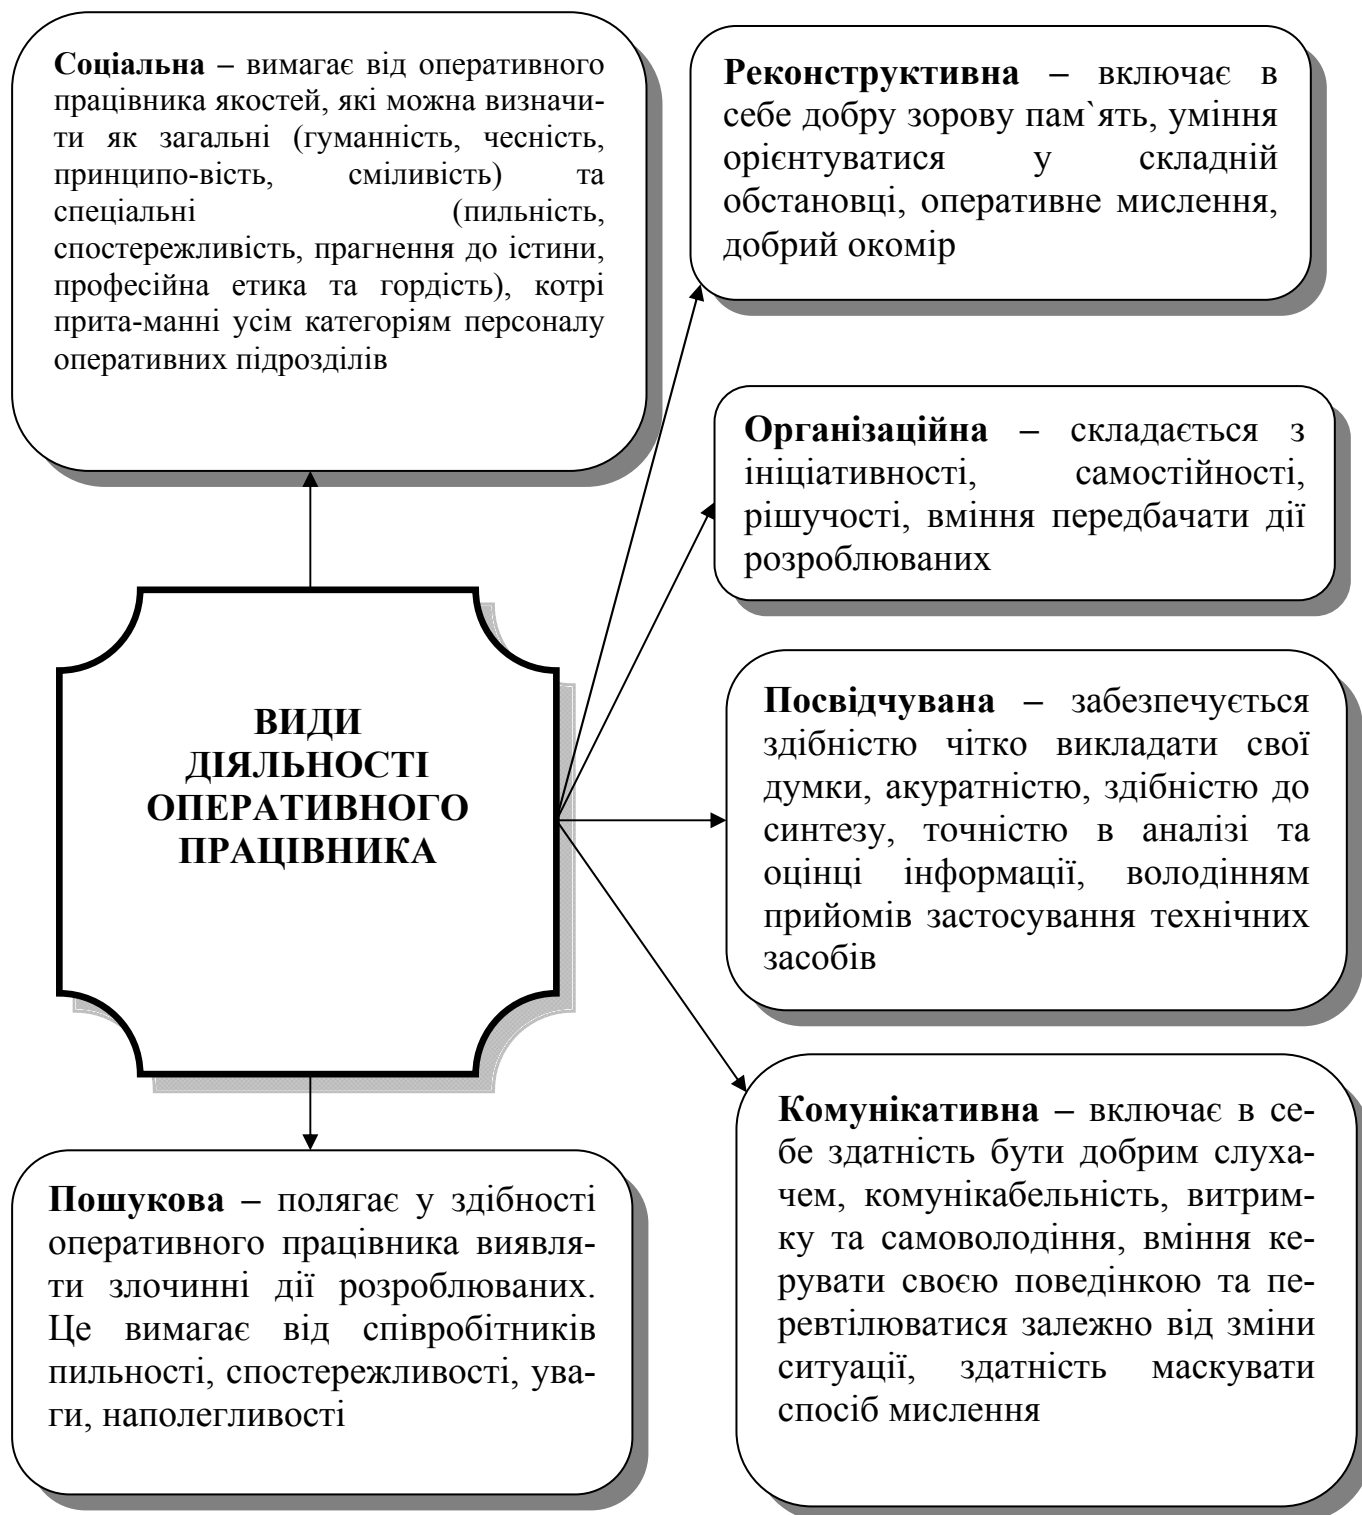 Соціальна – вимагає від оперативного
працівника якостей, які можна визначи-
ти як загальні (гуманність, чесність,
принципо-вість, сміливість) та
спеціальні (пильність,
спостережливість, прагнення до істини,
професійна етика та гордість), котрі
прита-манні усім категоріям персоналу
оперативних підрозділів
Реконструктивна – включає в
себе добру зорову пам`ять, уміння
орієнтуватися у складній
обстановці, оперативне мислення,
добрий окомір
Організаційна – складається з
ініціативності, самостійності,
рішучості, вміння передбачати дії
розроблюваних
ВИДИ
ДІЯЛЬНОСТІ
ОПЕРАТИВНОГО
ПРАЦІВНИКА
Посвідчувана – забезпечується
здібністю чітко викладати свої
думки, акуратністю, здібністю до
синтезу, точністю в аналізі та
оцінці інформації, володінням
прийомів застосування технічних
засобів
Комунікативна – включає в се-
бе здатність бути добрим слуха-
чем, комунікабельність, витрим-
ку та самоволодіння, вміння ке-
рувати своєю поведінкою та пе-
ревтілюватися залежно від зміни
ситуації, здатність маскувати
спосіб мислення
Пошукова – полягає у здібності
оперативного працівника виявля-
ти злочинні дії розроблюваних.
Це вимагає від співробітників
пильності, спостережливості, ува-
ги, наполегливості